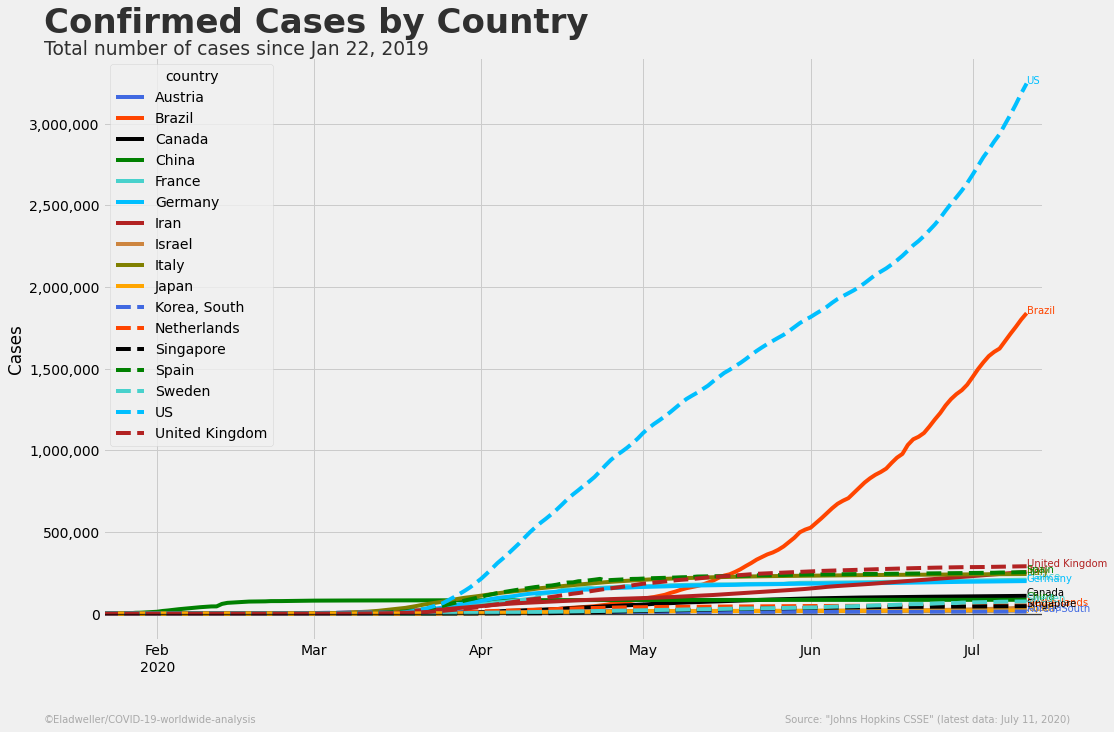 Confirmed Cases by Country
Total number of cases since Jan 22, 2019
country
Austria
Brazil
Canada
China
France
Germany
Iran
Israel
Italy
Japan
Korea, South
Netherlands
Singapore
Spain
Sweden
US
United Kingdom
Cases
3,000,000
2,500,000
2,000,000
1,500,000
1,000,000
500,000
0
US
Brazil
United Kingdom
Spain
Germany
Canada
Singapore
Feb
2020
Mar
Apr
May
Jun
Jul
©Eladweller/COVID-19-worldwide-analysis
Source: "Johns Hopkins CSSE" (latest data: July 11, 2020)